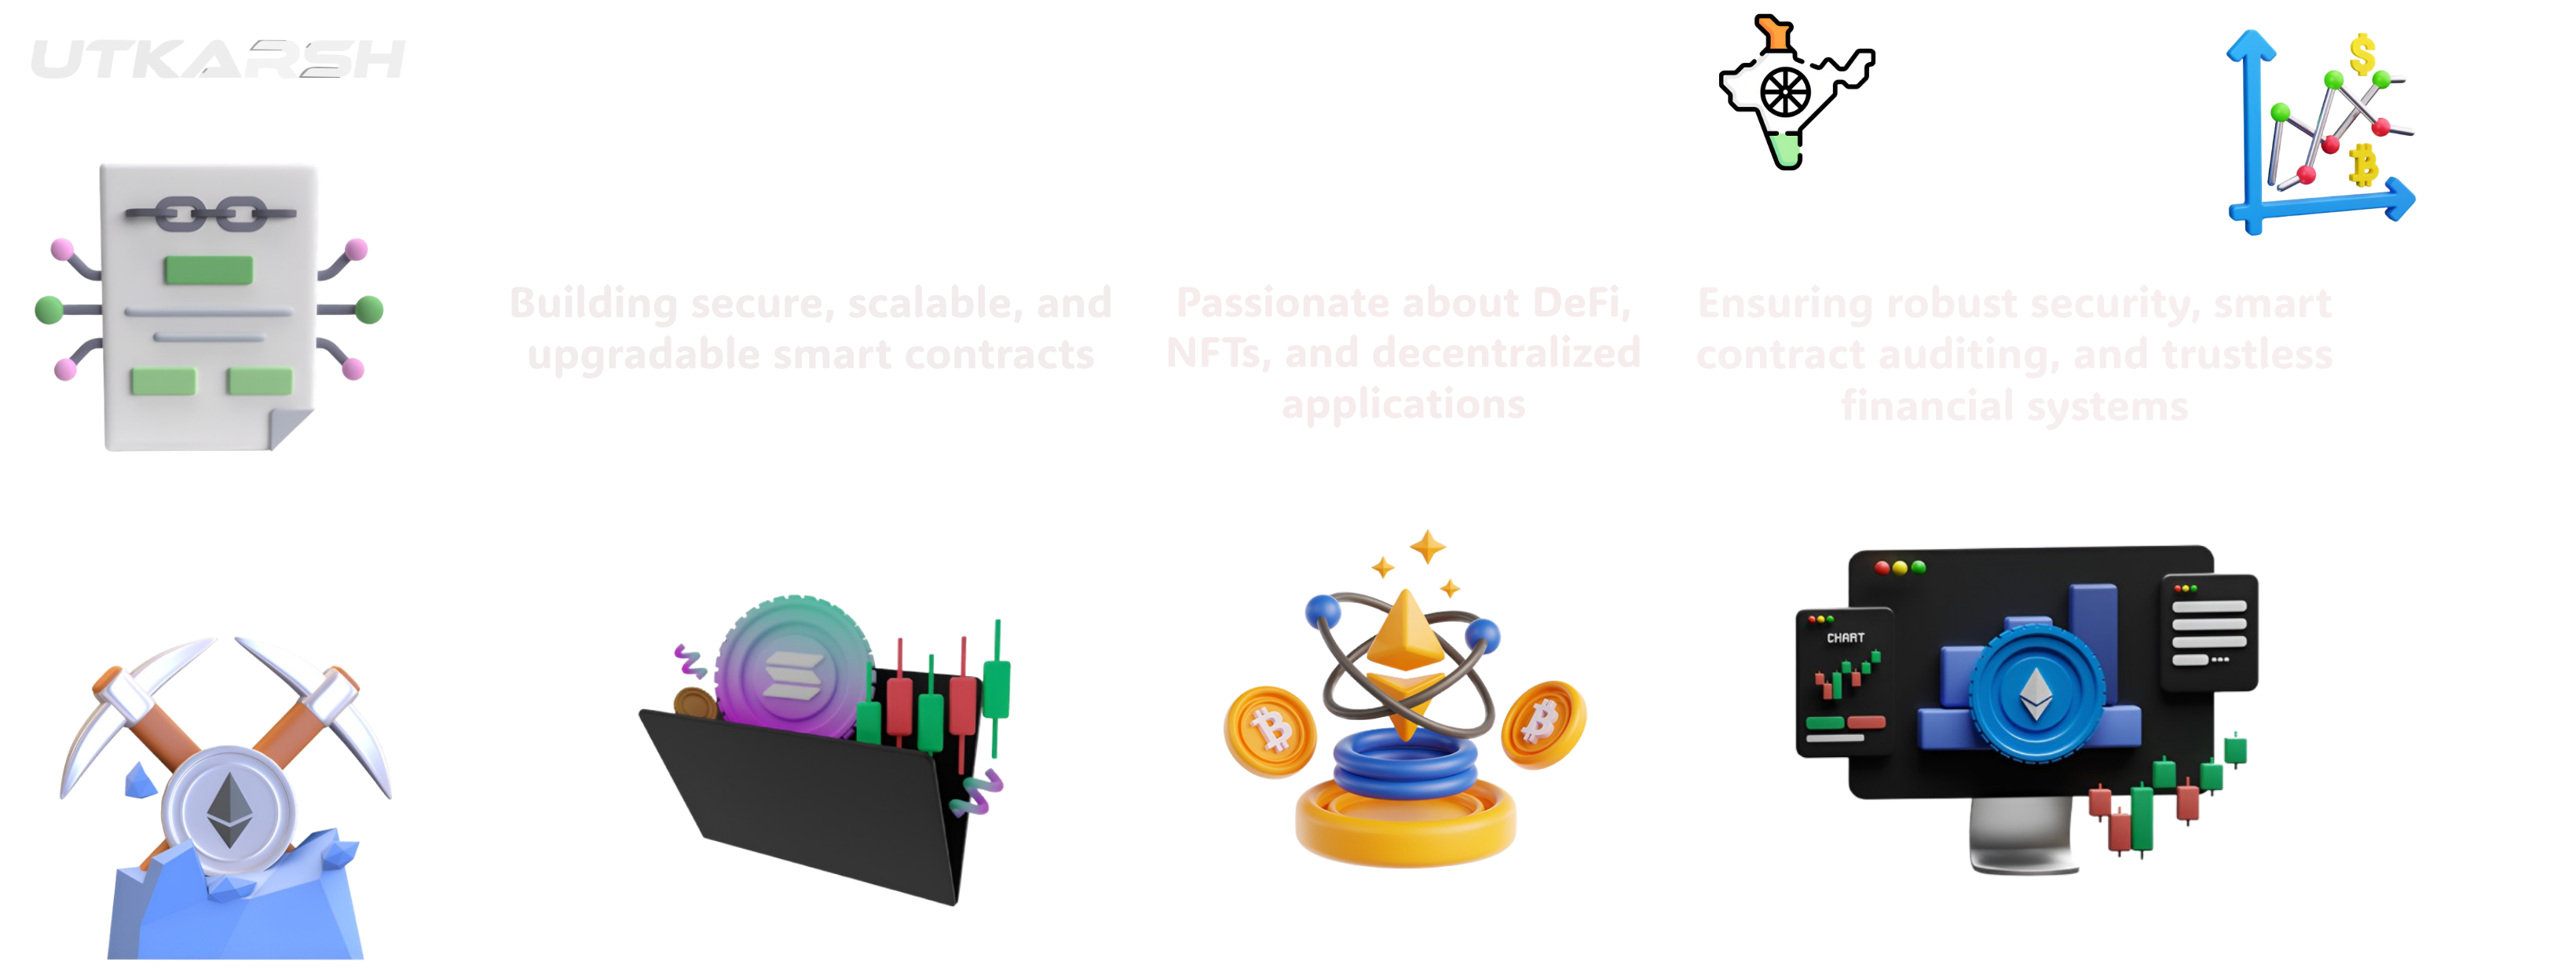 UTKARSH
Building secure, scalable, and
upgradable smart contracts
Passionate about DeFi,
NFTs, and decentralized
applications
Ensuring robust security, smart
contract auditing, and trustless
financial systems
CHART